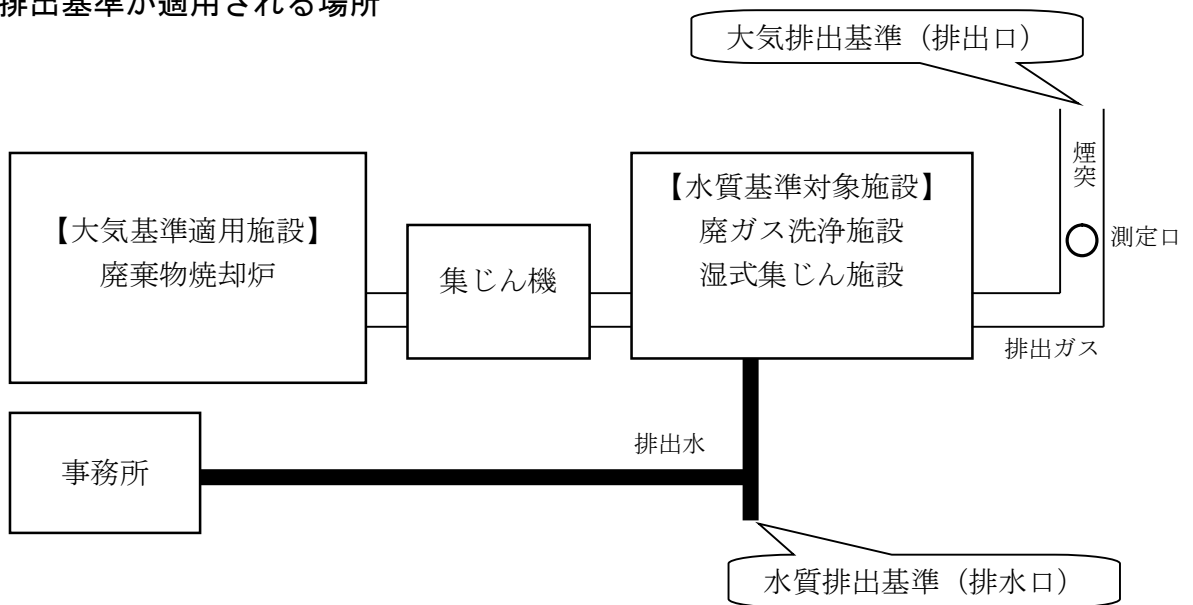 排出基準が適用される場所
大気排出基準（排出口）
煙突
測定口
【大気基準適用施設】
廃棄物焼却炉
集じん機
【水質基準対象施設】
廃ガス洗浄施設
湿式集じん施設
排出ガス
排出水
事務所
水質排出基準（排水口）